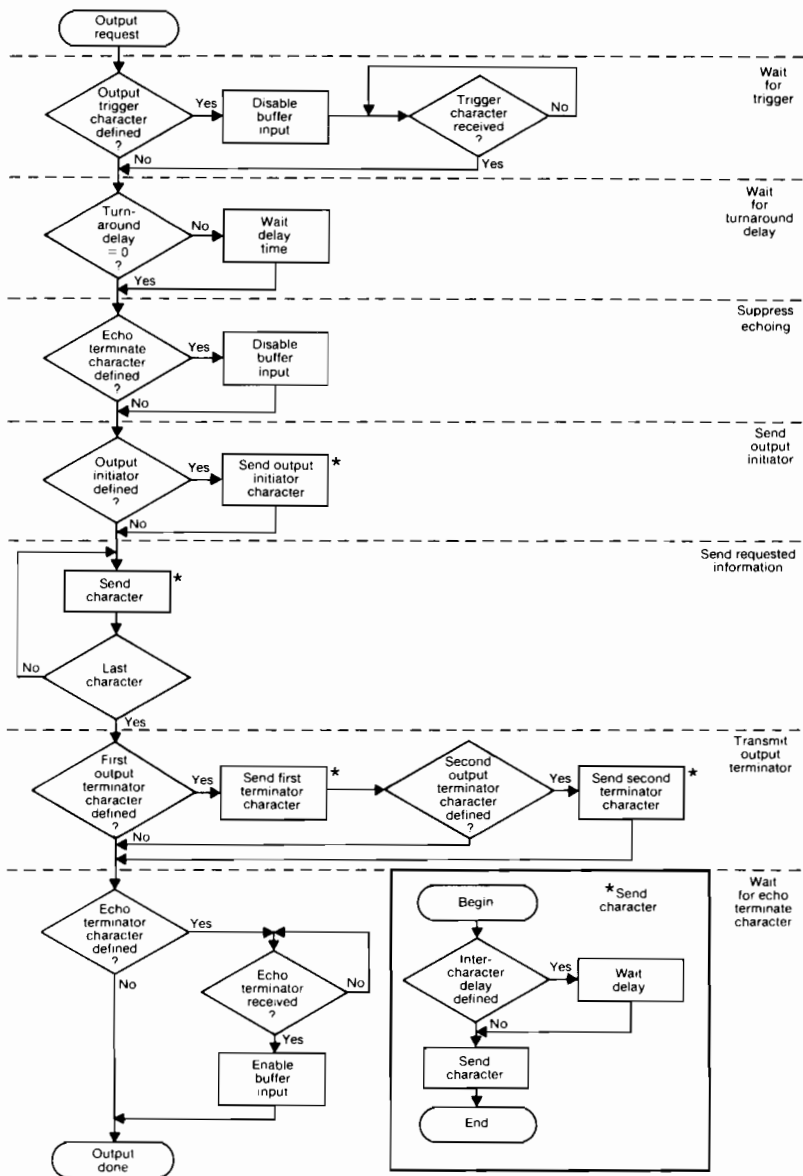 Output
request
Wait
for
trigger
Output
trigger
character
defined
?
Yes
Disable
buffer
input
Trigger
character
received
?
No
No
Yes
Wait
for
turnaround
delay
Turn-
around
delay
= 0
?
No
Wait
delay
time
Yes
Suppress
echoing
Echo
terminate
character
defined
?
Yes
Disable
buffer
input
No
Send
output
initiator
Output
initiator
defined
?
Yes
Send output
initiator
character
*
No
Send requested
information
Send
character
*
No
Last
character
Yes
Transmit
output
terminator
First
output
terminator
character
defined
?
Yes
Send first
terminator
character
*
Second
output
terminator
character
defined
?
Yes
Send second
terminator
character
*
No
Wait
for echo
terminate
character
Echo
terminator
character
defined
?
Yes
No
Echo
terminator
received
?
No
Yes
Enable
buffer
input
Output
done
*Send
character
Begin
Inter-
character
delay
defined
Yes
Wait
delay
No
Send
character
End